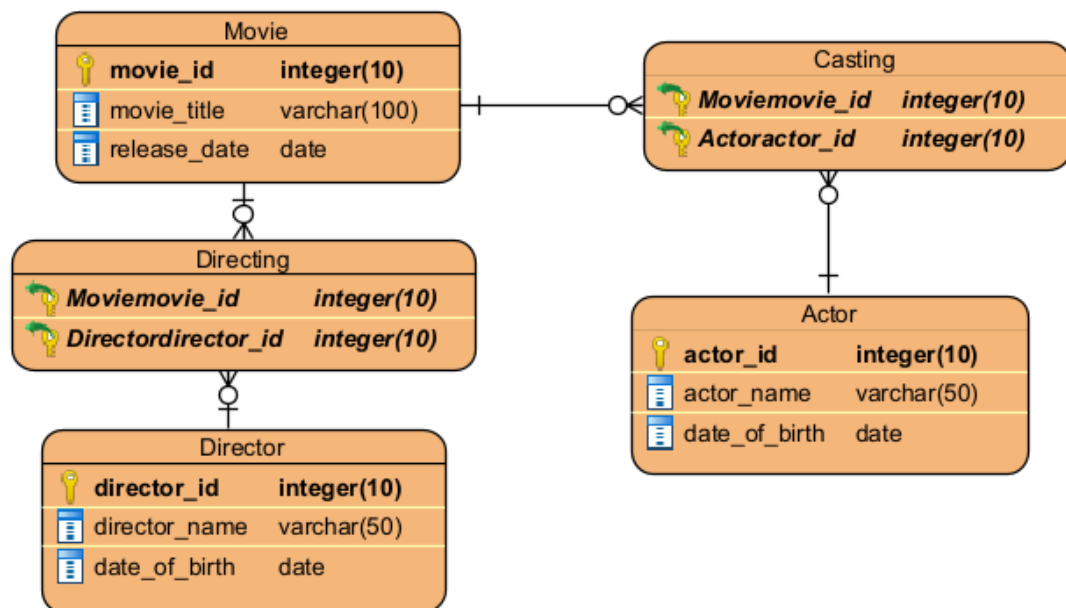 Movie
movie_id integer(10)
movie_title varchar(100)
release_date date
Casting
Moviemovie_id integer(10)
Actoractor_id integer(10)
Directing
Moviemovie_id integer(10)
Directordirector_id integer(10)
Actor
actor_id integer(10)
actor_name varchar(50)
date_of_birth date
Director
director_id integer(10)
director_name varchar(50)
date_of_birth date